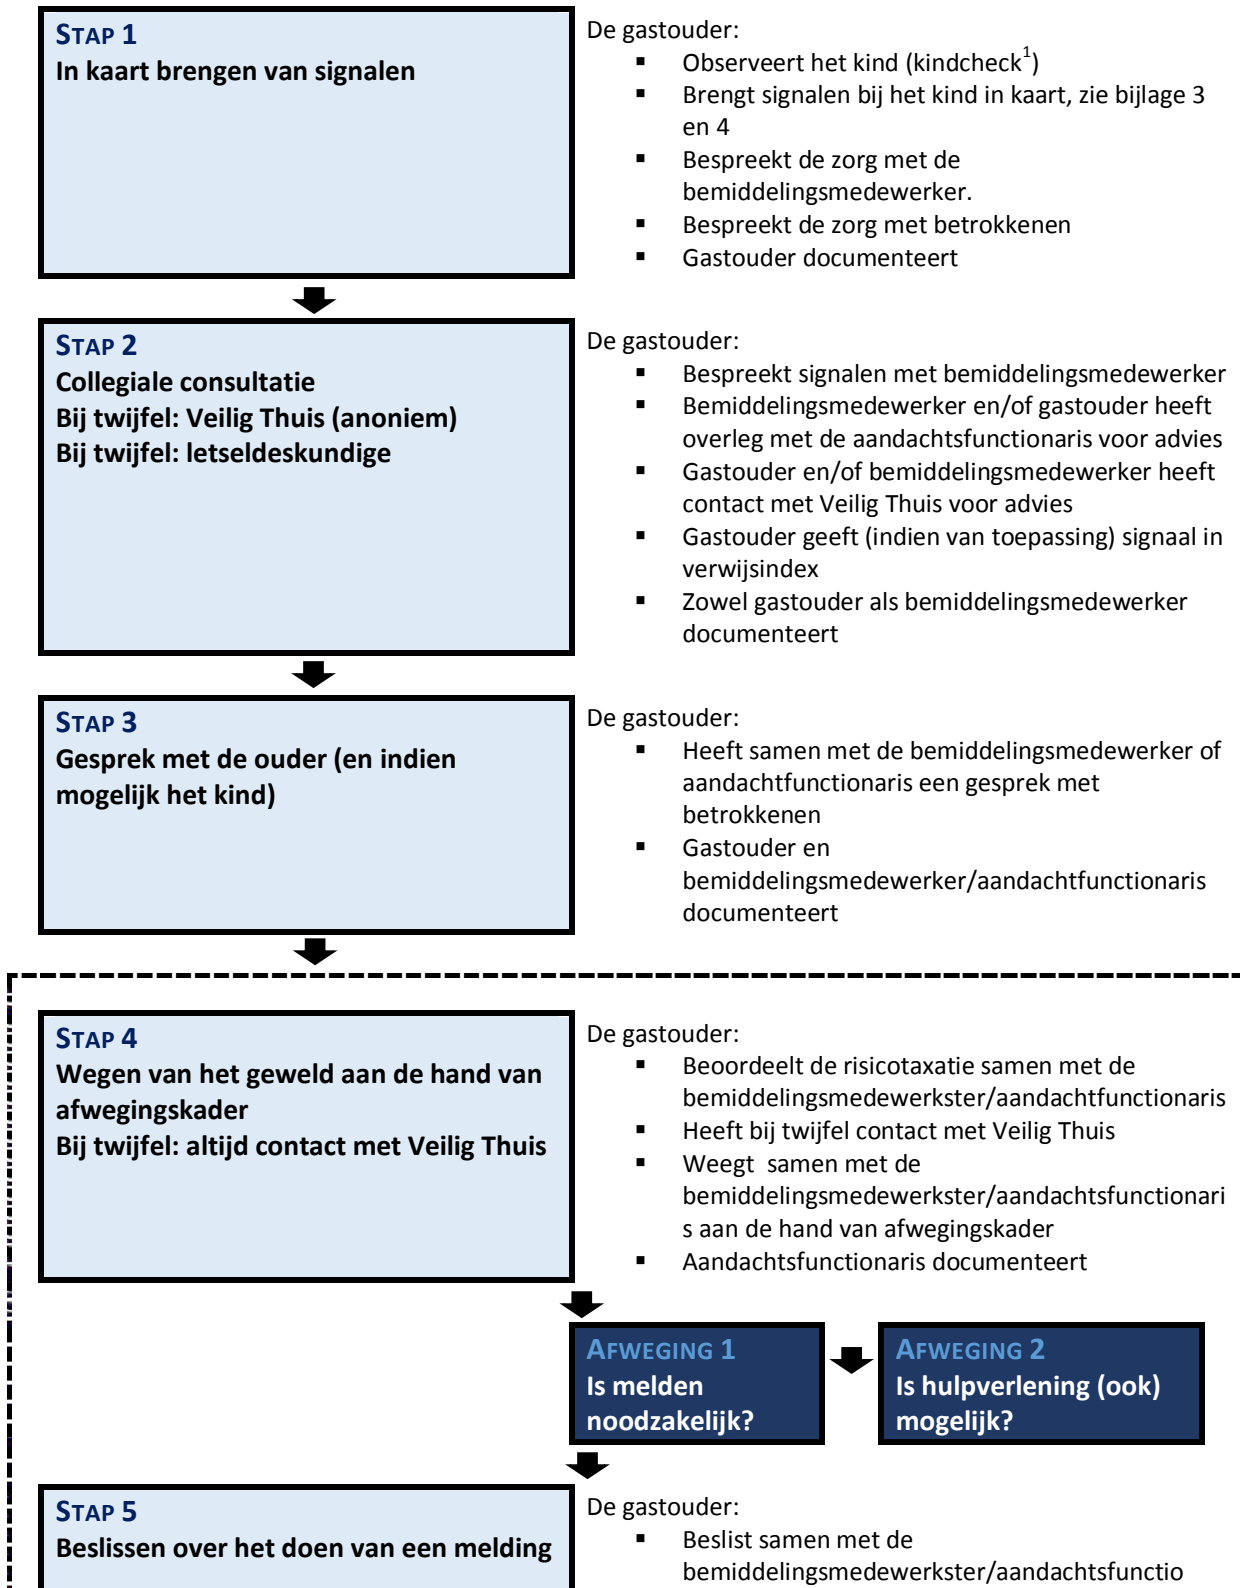 STAP 1
In kaart brengen van signalen
De gastouder:
▪ Observeert het kind (kindcheck1)
▪ Brengt signalen bij het kind in kaart, zie bijlage 3
en 4
▪ Bespreekt de zorg met de
bemiddelingsmedewerker.
▪ Bespreekt de zorg met betrokkenen
▪ Gastouder documenteert
STAP 2
Collegiale consultatie
Bij twijfel: Veilig Thuis (anoniem)
Bij twijfel: letseldeskundige
De gastouder:
▪ Bespreekt signalen met bemiddelingsmedewerker
▪ Bemiddelingsmedewerker en/of gastouder heeft
overleg met de aandachtsfunctionaris voor advies
▪ Gastouder en/of bemiddelingsmedewerker heeft
contact met Veilig Thuis voor advies
▪ Gastouder geeft (indien van toepassing) signaal in
verwijsindex
▪ Zowel gastouder als bemiddelingsmedewerker
documenteert
STAP 3
Gesprek met de ouder (en indien
mogelijk het kind)
De gastouder:
▪ Heeft samen met de bemiddelingsmedewerker of
aandachtfunctionaris een gesprek met
betrokkenen
▪ Gastouder en
bemiddelingsmedewerker/aandachtfunctionaris
documenteert
STAP 4
Wegen van het geweld aan de hand van
afwegingskader
Bij twijfel: altijd contact met Veilig Thuis
De gastouder:
▪ Beoordeelt de risicotaxatie samen met de
bemiddelingsmedewerkster/aandachtfunctionaris
▪ Heeft bij twijfel contact met Veilig Thuis
▪ Weegt samen met de
bemiddelingsmedewerkster/aandachtsfunctionari
s aan de hand van afwegingskader
▪ Aandachtsfunctionaris documenteert
AFWEGING 1
Is melden
noodzakelijk?
AFWEGING 2
Is hulpverlening (ook)
mogelijk?
STAP 5
Beslissen over het doen van een melding
De gastouder:
▪ Beslist samen met de
bemiddelingsmedewerkster/aandachtsfunctio